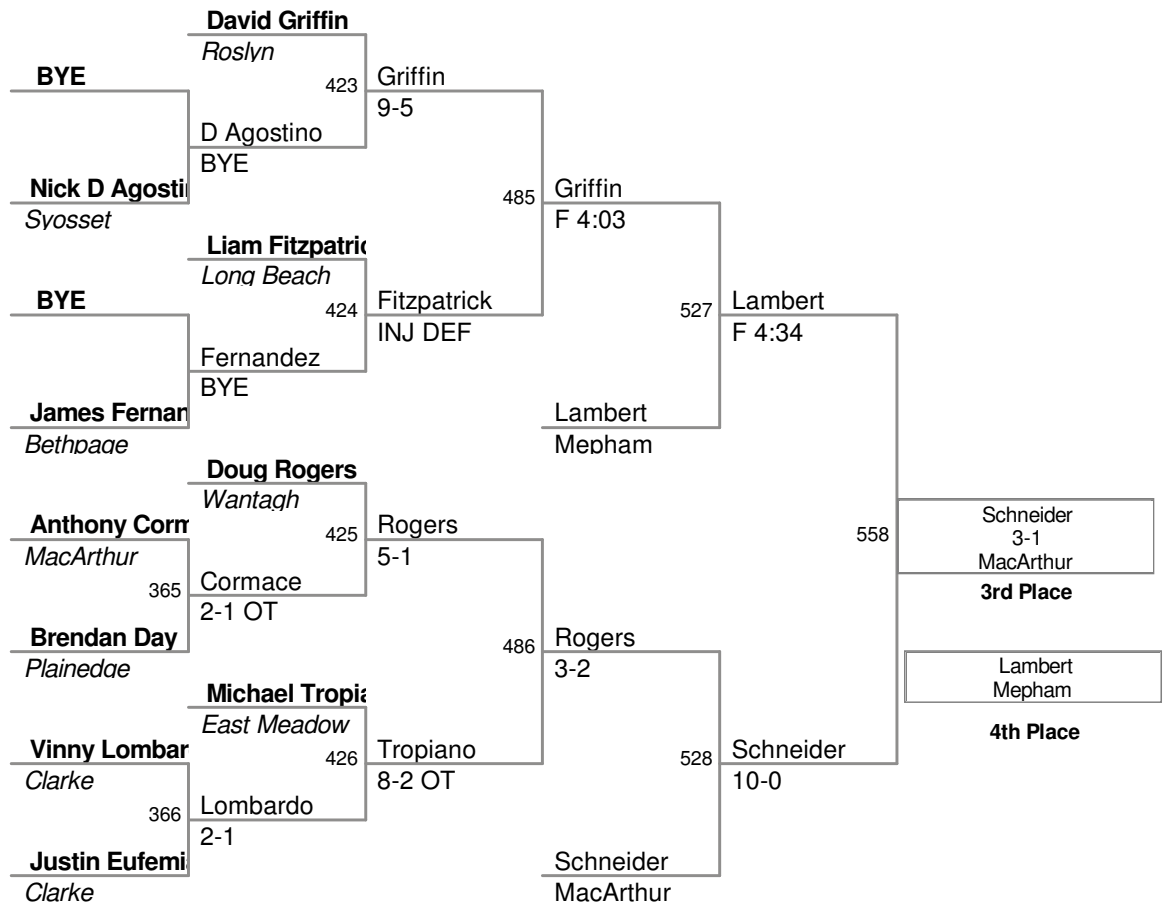 David Griffin
Roslyn
BYE
423
Griffin
9-5
D Agostino
BYE
Nick D Agosti
Syosset
485
Griffin
F 4:03
Liam Fitzpatric
Long Beach
BYE
424
Fitzpatrick
INJ DEF
527
Lambert
F 4:34
Fernandez
BYE
James Fernan
Bethpage
Lambert
Mepham
Doug Rogers
Wantagh
Anthony Corm
MacArthur
425
Rogers
5-1
558
Schneider
3-1
MacArthur
3rd Place
365
Cormace
2-1 OT
Brendan Day
Plainedge
486
Rogers
3-2
Lambert
Mepham
4th Place
Michael Tropia
East Meadow
Vinny Lombar
Clarke
426
Tropiano
8-2 OT
528
Schneider
10-0
366
Lombardo
2-1
Justin Eufemi
Clarke
Schneider
MacArthur